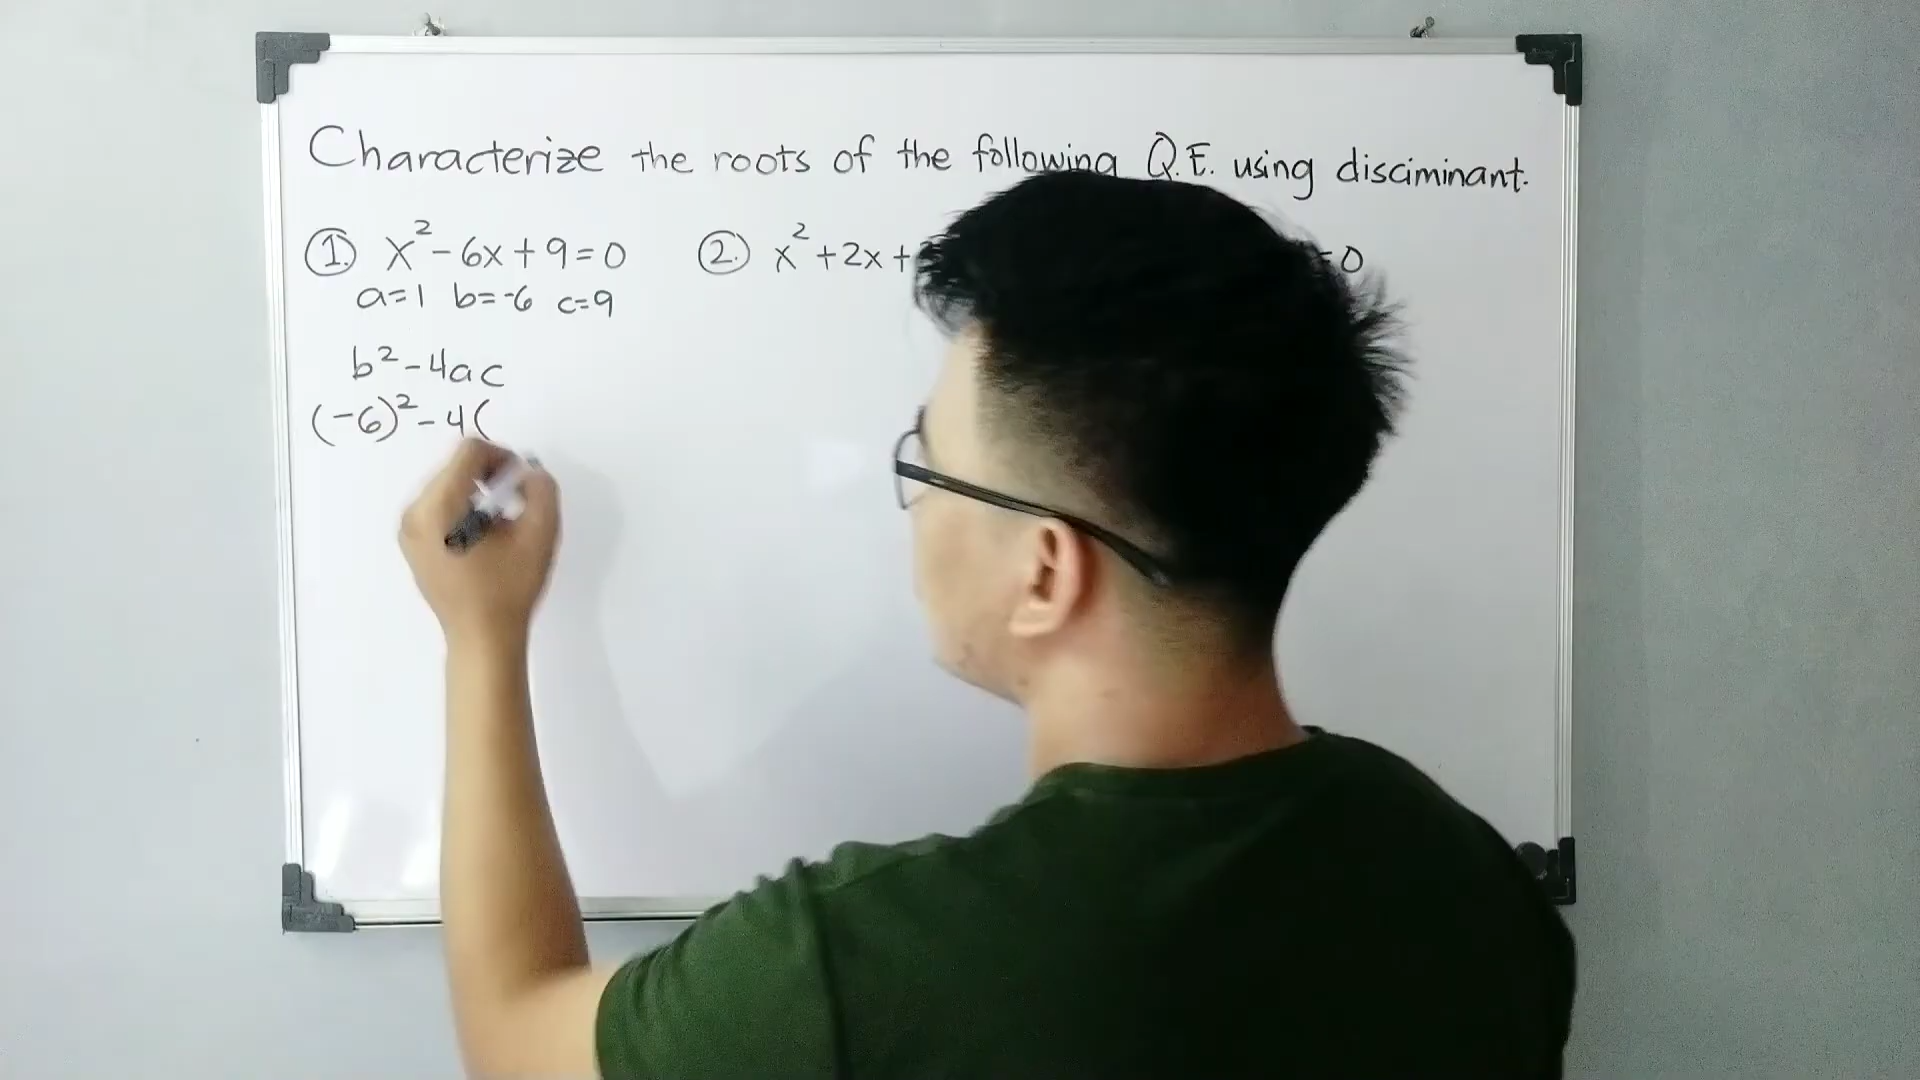 Characterize the roots of the following Q.E. using disciminant.
① x² - 6x + 9 = 0 ② x² + 2x + =0
a=1 b=-6 c=9
b² - 4ac
(-6)² - 4(